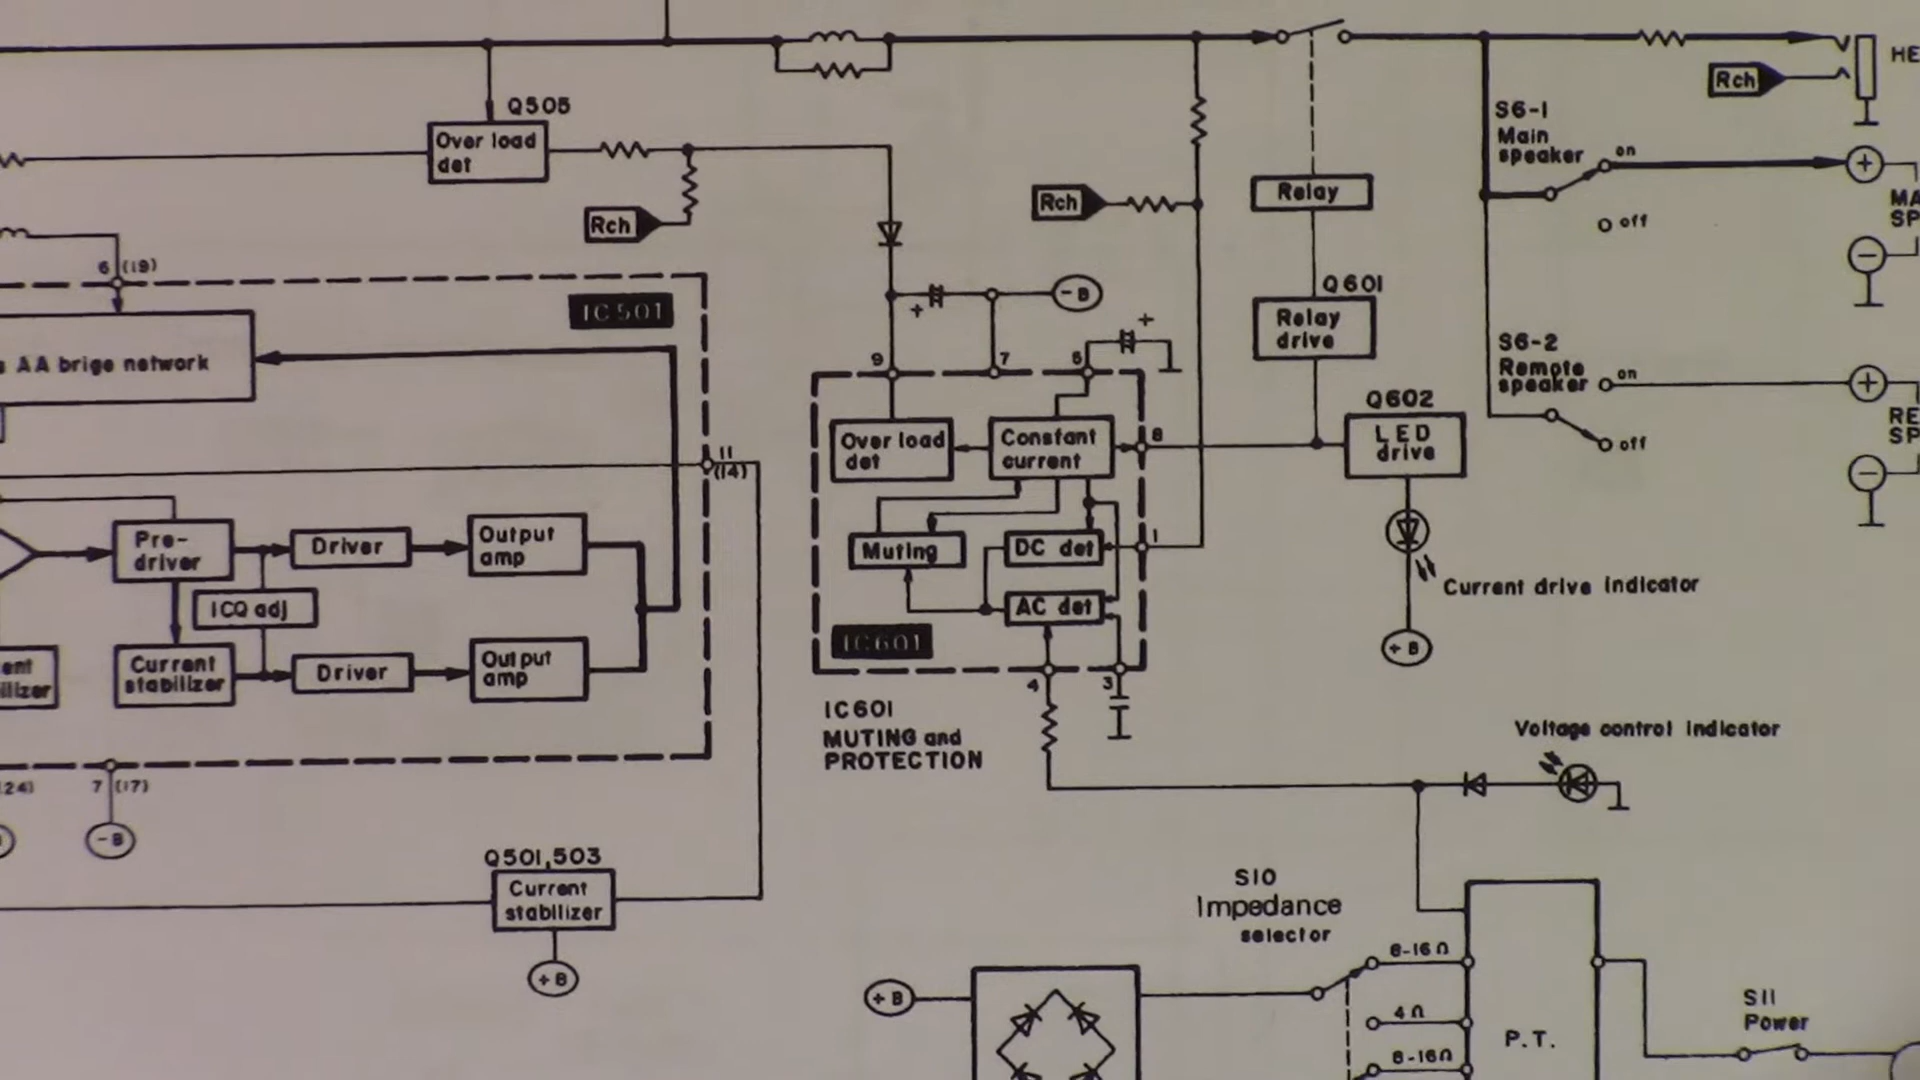 HE
Rch
Q505
Over load
det
S6-1
Main
speaker
on
+
Rch
Rch
Relay
MA
SP
off
6
(19)
−
Q601
IC501
+
− B
Relay
drive
+
AA brige network
9
7
5
S6-2
Remote
speaker
on
+
Q602
RE
SP
Over load
det
Constant
current
8
LED
drive
off
11
(14)
−
Pre-
driver
Driver
Output
amp
Muting
DC det
1
ICQ adj
AC det
Current drive indicator
IC601
+ B
ent
ilizer
Current
stabilizer
Driver
Output
amp
4
3
IC601
MUTING and
PROTECTION
Voltage control indicator
24)
7
(17)
− B
Q501,503
Current
stabilizer
S10
Impedance
selector
8-16Ω
+ B
+ B
S11
Power
4Ω
P.T.
8-16Ω